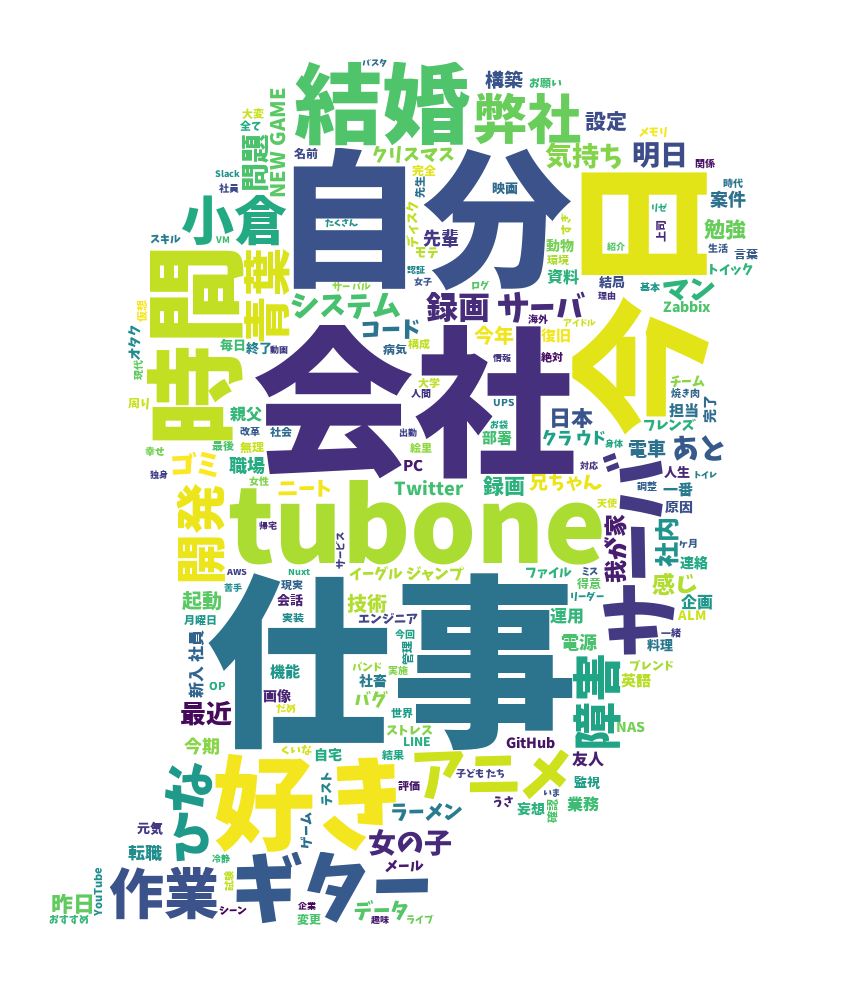 パスタ
結婚
弊社
構築
お願い
設定
メモリ
大変
全て
問題
NEW GAME
名前
クリスマス
気持ち
明日
関係
Slack
社員
完全
先生
映画
自分
日
時代
案件
小倉
たくさん
ディスク
すき
リゼ
上司
勉強
スキル
VM
先輩
モテ
動物
環境
紹介
生活
言葉
時間
青葉
認証
女子
サーバル
ログ
資料
結局
理由
基本
マン
トイック
Zabbix
仮想
システム
録画
サーバ
海外
アイドル
今
オタク
毎日
終了
動画
コード
病気
構成
今年
復旧
情報
絶対
現代
会社
大学
人間
チーム
焼き肉
担当
完了
周り
親父
改革
社会
出勤
UPS
お袋
部署
日本
クラウド
フレンズ
身体
電車
あと
幸せ
最後
無理
絵里
独身
ゴミ
職場
女性
PC
対応
サーバ
人生
トイレ
ニート
Twitter
録画
兄ちゃん
天使
調整
一番
原因
開発
tubone
帰宅
サービス
我が家
社内
ヶ月
連絡
AWS
苦手
Nuxt
現実
イーグルジャンプ
ファイル
ミス
得意
リーダー
感じ
企画
起動
会話
技術
月曜日
実装
エンジニア
今回
運用
ALM
仕事
新入社員
管理
電源
一緒
料理
OP
機能
バンド
実施
社畜
ブレンド
英語
画像
だめ
バグ
世界
障害
最近
ストレス
LINE
GitHub
NAS
今期
くいな
自宅
結果
友人
ひな
好き
アニメ
子どもたち
監視
テスト
評価
いま
うさ
妄想
確認
業務
元気
ゲーム
ラーメン
転職
冷静
女の子
YouTube
作業
試験
ギター
メール
昨日
おすすめ
シーン
企業
変更
データ
趣味
ライブ